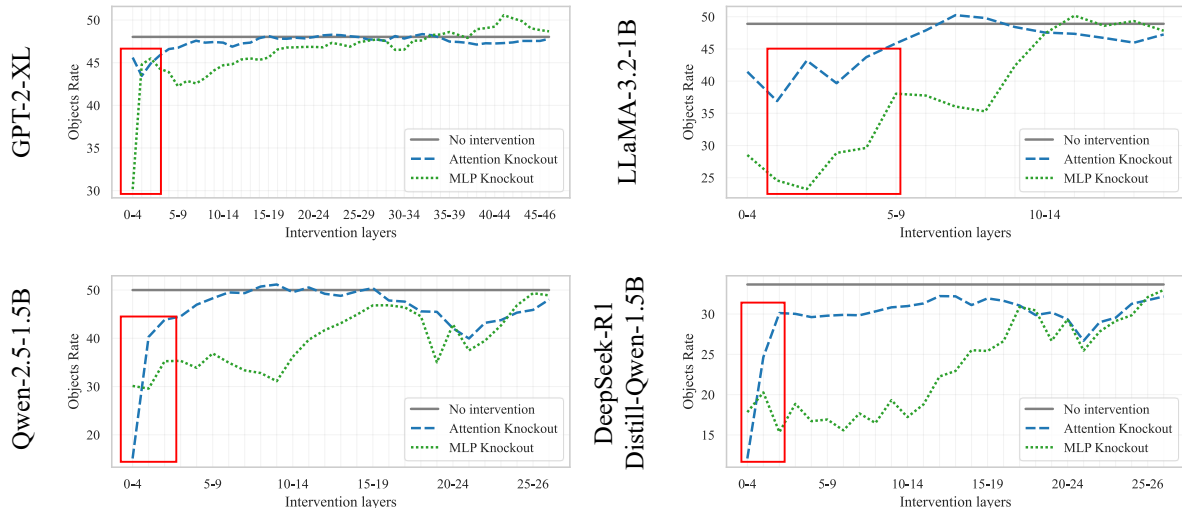 GPT-2-XL
Objects Rate
50
45
40
35
30
No intervention
Attention Knockout
MLP Knockout
0-4 5-9 10-14 15-19 20-24 25-29 30-34 35-39 40-44 45-46
Intervention layers
LLaMA-3.2-1B
Objects Rate
50
45
40
35
30
25
No intervention
Attention Knockout
MLP Knockout
0-4 5-9 10-14
Intervention layers
Qwen-2.5-1.5B
Objects Rate
50
40
30
20
No intervention
Attention Knockout
MLP Knockout
0-4 5-9 10-14 15-19 20-24 25-26
Intervention layers
DeepSeek-R1
Distill-Qwen-1.5B
Objects Rate
30
25
20
15
No intervention
Attention Knockout
MLP Knockout
0-4 5-9 10-14 15-19 20-24 25-26
Intervention layers